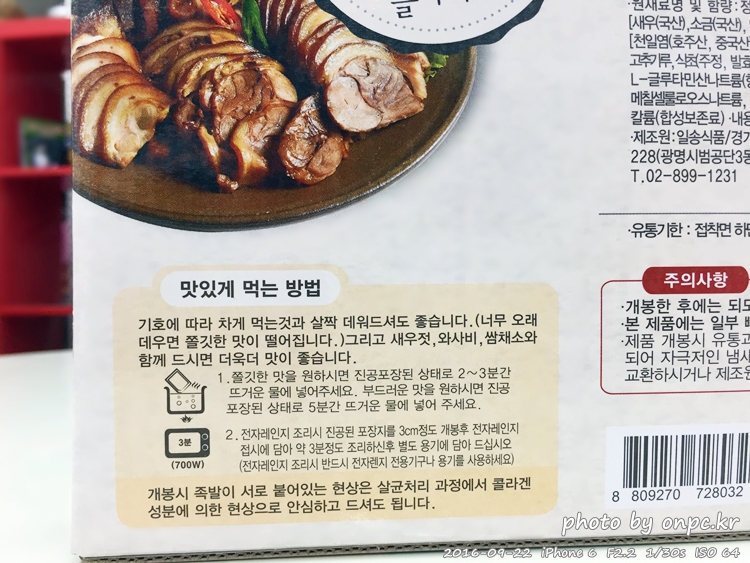 ·원재료명 및 함량:
[새우(국산), 소금(국산),
[천일염(호주산, 중국산
고추가루, 식초(주정, 발효
L-글루타민산나트륨(향
메칠셀룰로오스나트륨,
칼륨(합성보존료) ·내용
·제조원:일송식품/경기
228(광명시범공단3동
T.02-899-1231
·유통기한 : 접착면 하단
주의사항
·개봉한 후에는 되도
·본 제품에는 일부 뼈
·제품 개봉시 유통과
되어 자극저인 냄새
교환하시거나 제조원
맛있게 먹는 방법
기호에 따라 차게 먹는것과 살짝 데워드셔도 좋습니다.(너무 오래
데우면 쫄깃한 맛이 떨어집니다.)그리고 새우젓,와사비,쌈채소와
함께 드시면 더욱더 맛이 좋습니다.
1.쫄깃한 맛을 원하시면 진공포장된 상태로 2~3분간
뜨거운 물에 넣어주세요. 부드러운 맛을 원하시면 진공
포장된 상태로 5분간 뜨거운 물에 넣어 주세요.
3분
(700W)
2. 전자레인지 조리시 진공된 포장지를 3cm정도 개봉후 전자레인지
접시에 담아 약 3분정도 조리하신후 별도 용기에 담아 드십시오
(전자레인지 조리시 반드시 전자렌지 전용기구나 용기를 사용하세요)
개봉시 족발이 서로 붙어있는 현상은 살균처리 과정에서 콜라겐
성분에 의한 현상으로 안심하고 드셔도 됩니다.
8 809270 728032
photo by onpc.kr
2016-09-22 iPhone 6 F2.2 1/30s ISO 64